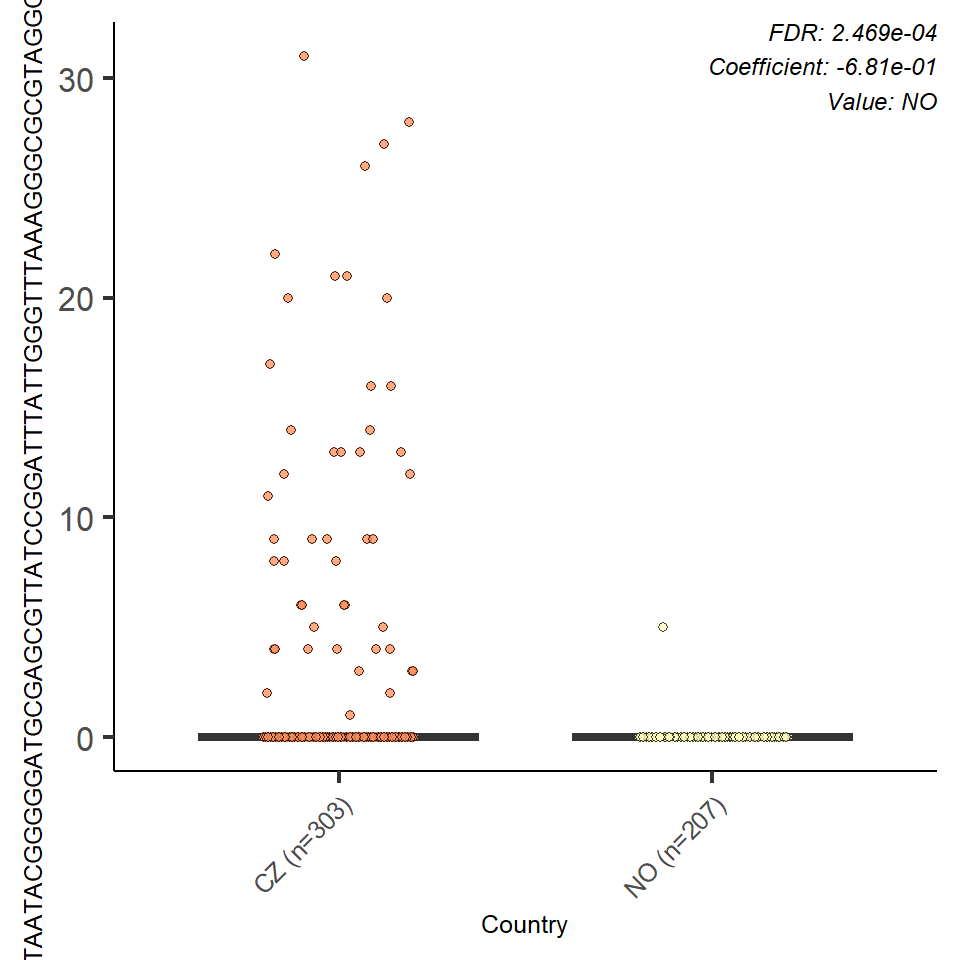 FDR: 2.469e-04
Coefficient: -6.81e-01
Value: NO
TAATACGGGGGATGCGAGCGTTATCCGGATTTATTGGGTTTAAAGGGCGCGTAGGC
30
20
10
0
CZ (n=303)
NO (n=207)
Country